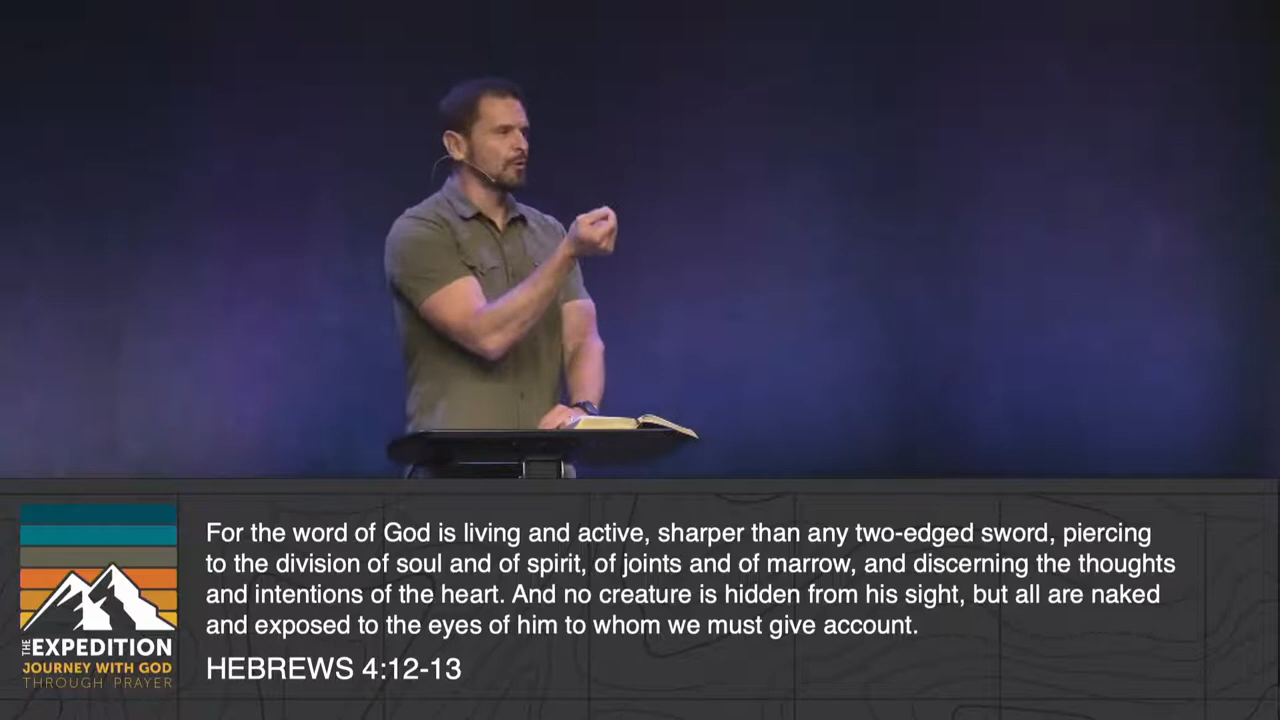 For the word of God is living and active, sharper than any two-edged sword, piercing
to the division of soul and of spirit, of joints and of marrow, and discerning the thoughts
and intentions of the heart. And no creature is hidden from his sight, but all are naked
and exposed to the eyes of him to whom we must give account.
HEBREWS 4:12-13
THE EXPEDITION
JOURNEY WITH GOD
THROUGH PRAYER